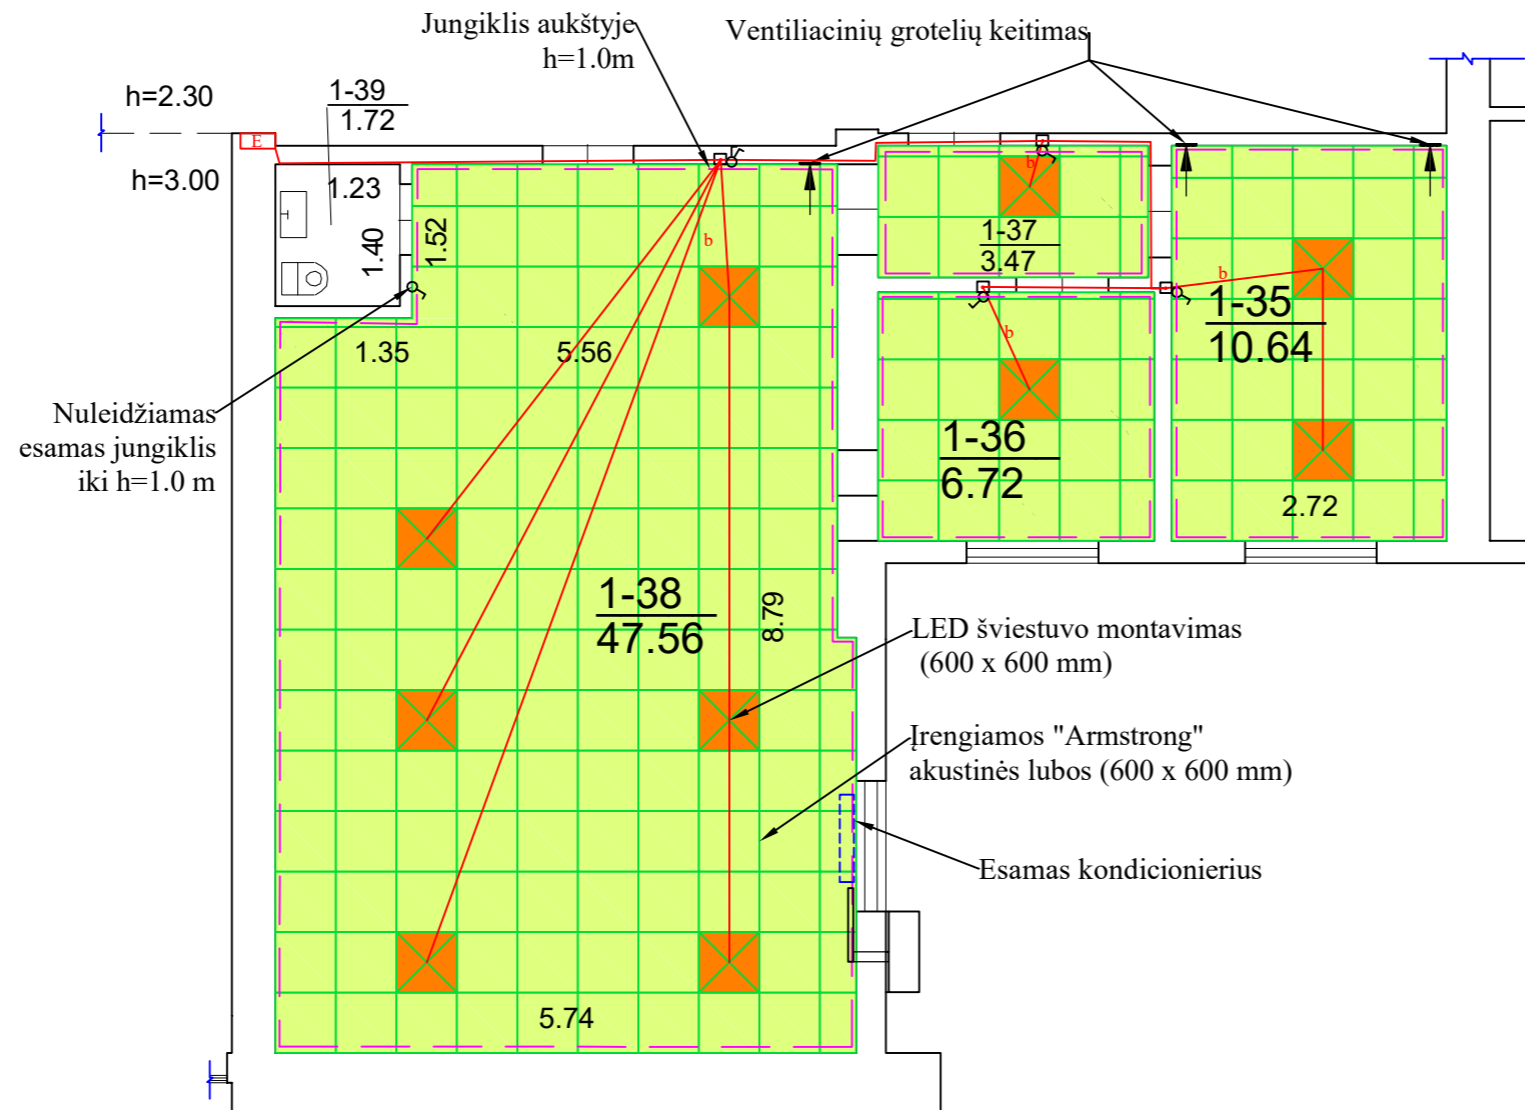 Jungiklis aukštyje
h=1.0m
Ventiliacinių grotelių keitimas
h=2.30
1-39
1.72
E
h=3.00
1.23
1.40
1.52
b
b
1-37
3.47
b
1-35
10.64
b
1.35
5.56
Nuleidžiamas
esamas jungiklis
iki h=1.0 m
1-36
6.72
2.72
1-38
47.56
8.79
LED šviestuvo montavimas
(600 x 600 mm)
Įrengiamos "Armstrong"
akustinės lubos (600 x 600 mm)
Esamas kondicionierius
5.74